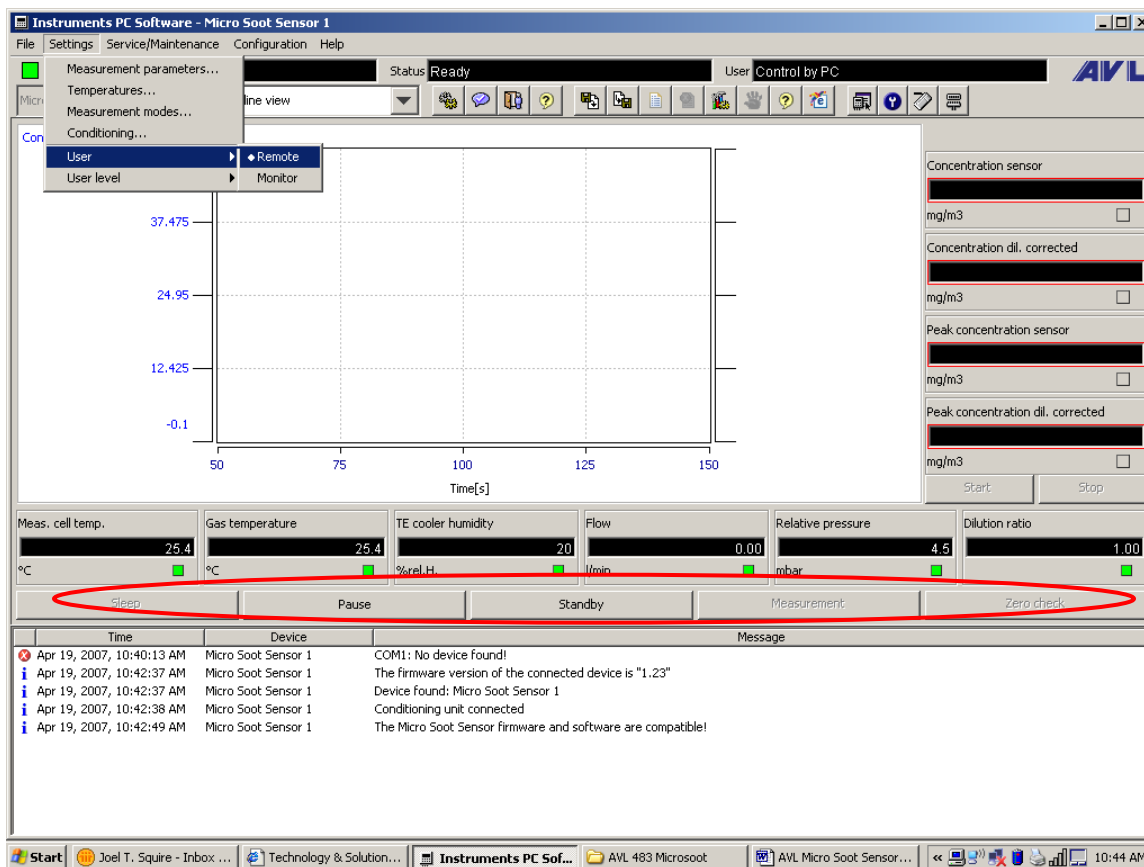 Instruments PC Software - Micro Soot Sensor 1
File Settings Service/Maintenance Configuration Help
Measurement parameters...
Temperatures...
Measurement modes...
Conditioning...
User
User level
Remote
Monitor
Status Ready
User Control by PC
AVL
line view
37.475
24.95
12.425
-0.1
50 75 100 125 150
Time[s]
Concentration sensor
mg/m3
Concentration dil. corrected
mg/m3
Peak concentration sensor
mg/m3
Peak concentration dil. corrected
mg/m3
Start Stop
Meas. cell temp. Gas temperature TE cooler humidity Flow Relative pressure Dilution ratio
25.4 25.4 20 0.00 4.5 1.00
°C °C %rel.H. l/min mbar
Sleep Pause Standby Measurement Zero check
Time Device Message
Apr 19, 2007, 10:40:13 AM Micro Soot Sensor 1 COM1: No device found!
Apr 19, 2007, 10:42:37 AM Micro Soot Sensor 1 The firmware version of the connected device is "1.23"
Apr 19, 2007, 10:42:37 AM Micro Soot Sensor 1 Device found: Micro Soot Sensor 1
Apr 19, 2007, 10:42:38 AM Micro Soot Sensor 1 Conditioning unit connected
Apr 19, 2007, 10:42:49 AM Micro Soot Sensor 1 The Micro Soot Sensor firmware and software are compatible!
Start Joel T. Squire - Inbox ... Technology & Solution... Instruments PC Sof... AVL 483 Microsoot AVL Micro Soot Sensor... 10:44 AM